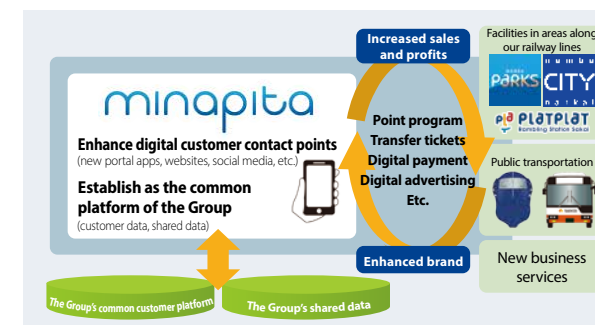 Increased sales
and profits
Facilities in areas along
our railway lines
PARKS
CITY
PLATPLAT
Rambling Station Sakai
minapita
Enhance digital customer contact points
(new portal apps, websites, social media, etc.)
Establish as the common
platform of the Group
(customer data, shared data)
Point program
Transfer tickets
Digital payment
Digital advertising
Etc.
Public transportation
Enhanced brand
New business
services
The Group's common customer platform
The Group's shared data